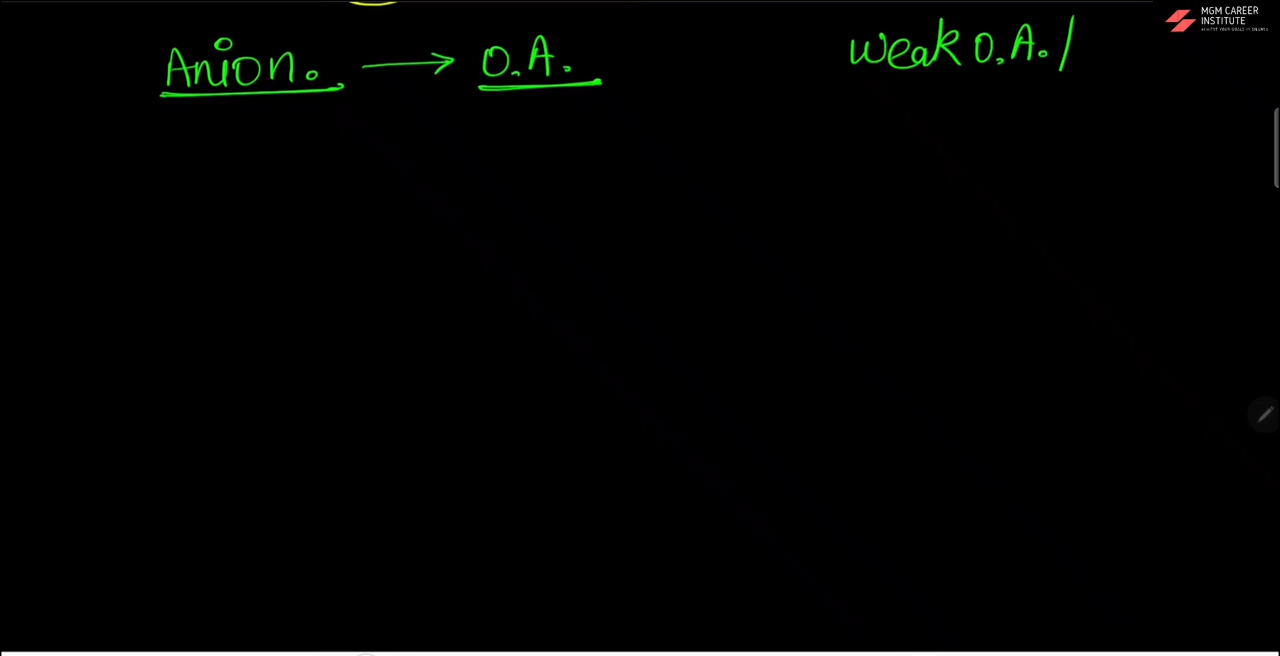 Anion. → O.A.
weak O.A. /
MGM CAREER
INSTITUTE